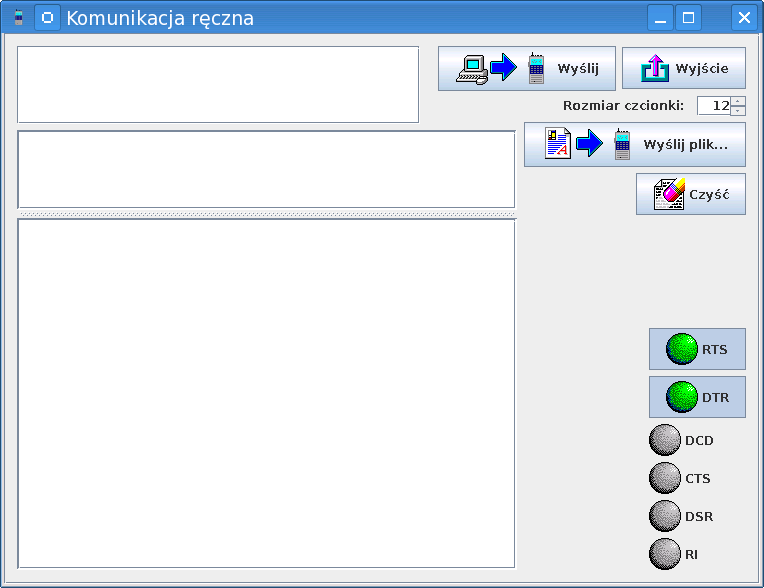 Komunikacja ręczna
Wyślij
Wyjście
Rozmiar czcionki: 12
Wyślij plik...
Czyść
RTS
DTR
DCD
CTS
DSR
RI